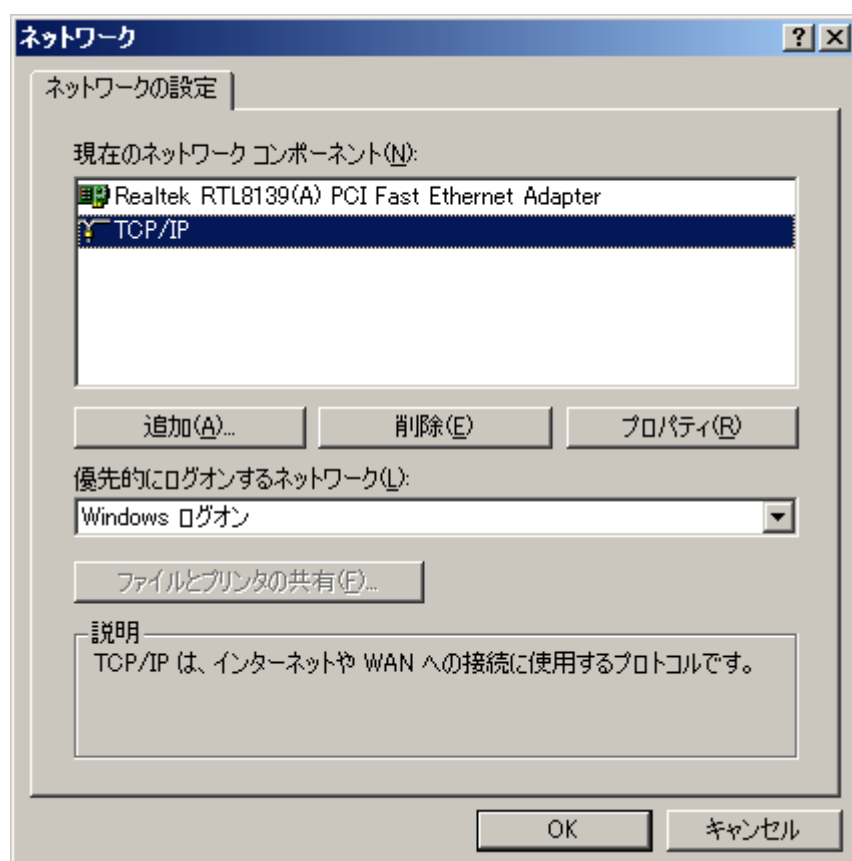 ネットワーク
ネットワークの設定
現在のネットワーク コンポーネント(N):
Realtek RTL8139(A) PCI Fast Ethernet Adapter
TCP/IP
追加(A)... 削除(E) プロパティ(R)
優先的にログオンするネットワーク(L):
Windows ログオン
ファイルとプリンタの共有(F)...
説明
TCP/IP は、インターネットや WAN への接続に使用するプロトコルです。
OK キャンセル